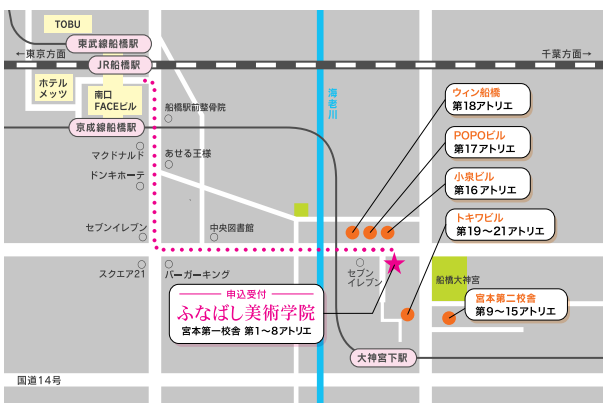 TOBU
東武線船橋駅
←東京方面
千葉方面→
JR船橋駅
ホテル
メッツ
南口
FACEビル
船橋駅前整骨院
海老川
ウィン船橋
第18アトリエ
京成線船橋駅
POPOビル
第17アトリエ
マクドナルド
あせる王様
ドンキホーテ
小泉ビル
第16アトリエ
トキワビル
第19〜21アトリエ
セブンイレブン
中央図書館
スクエア21
バーガーキング
セブン
イレブン
船橋大神宮
申込受付
ふなばし美術学院
宮本第一校舎 第1〜8アトリエ
宮本第二校舎
第9〜15アトリエ
大神宮下駅
国道14号